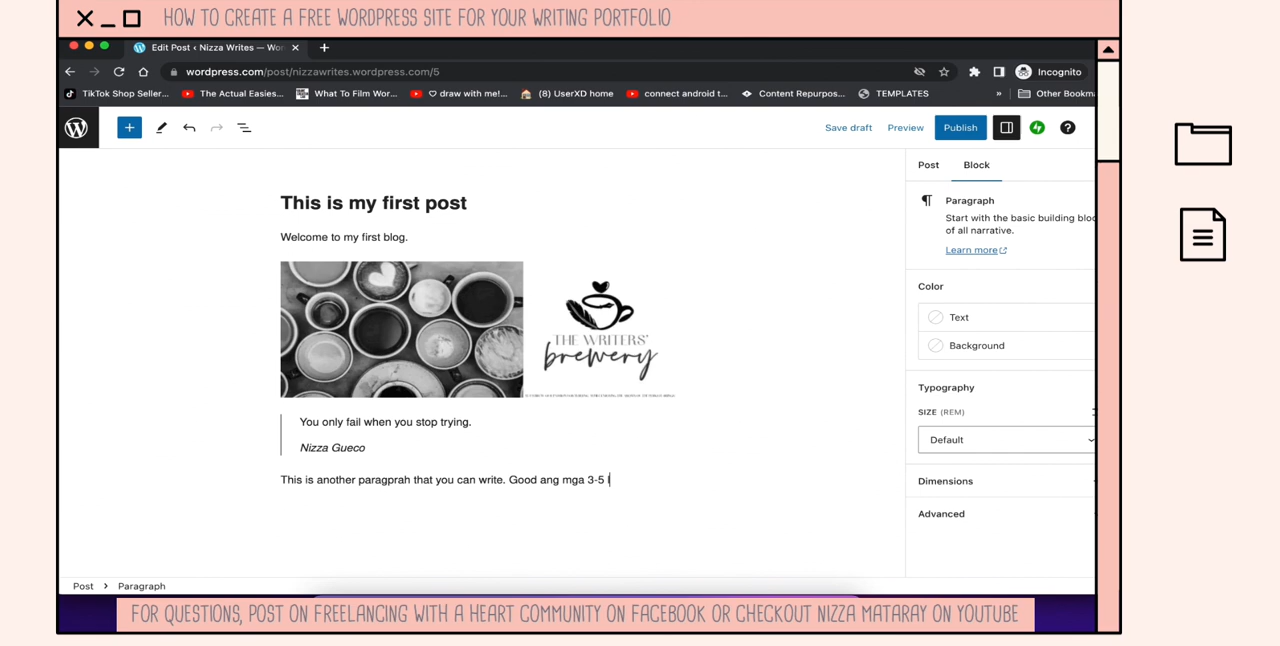 HOW TO CREATE A FREE WORDPRESS SITE FOR YOUR WRITING PORTFOLIO
Edit Post ‹ Nizza Writes — Wor
wordpress.com/post/nizzawrites.wordpress.com/5
Incognito
TikTok Shop Seller...
The Actual Easies...
What To Film Wor...
♡ draw with me!...
(8) UserXD home
connect android t...
Content Repurpos...
TEMPLATES
»
Other Bookma
Save draft
Preview
Publish
Post
Block
This is my first post
Welcome to my first blog.
THE WRITERS'
brewery
You only fail when you stop trying.
Nizza Gueco
This is another paragprah that you can write. Good ang mga 3-5 l
Paragraph
Start with the basic building bloc
of all narrative.
Learn more
Color
Text
Background
Typography
SIZE (REM)
Default
Dimensions
Advanced
Post > Paragraph
FOR QUESTIONS, POST ON FREELANCING WITH A HEART COMMUNITY ON FACEBOOK OR CHECKOUT NIZZA MATARAY ON YOUTUBE